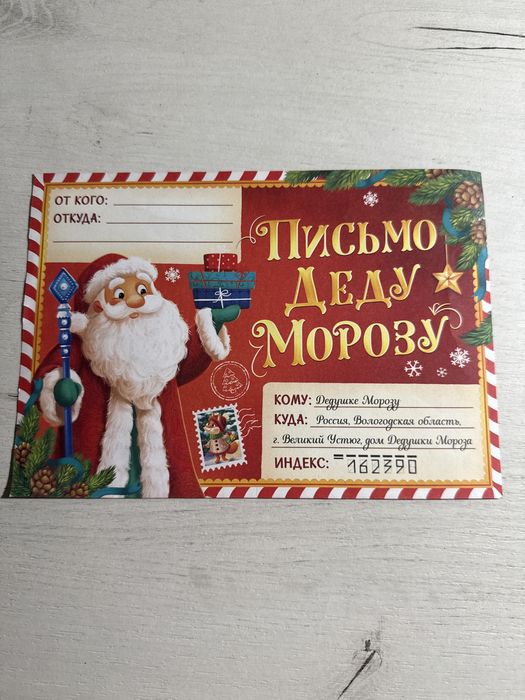 ОТ КОГО:
ОТКУДА:
ПИСЬМО
ДЕДУ
МОРОЗУ
КОМУ: Дедушке Морозу
КУДА: Россия, Вологодская область,
г. Великий Устюг, дом Дедушки Мороза
ИНДЕКС: 162390